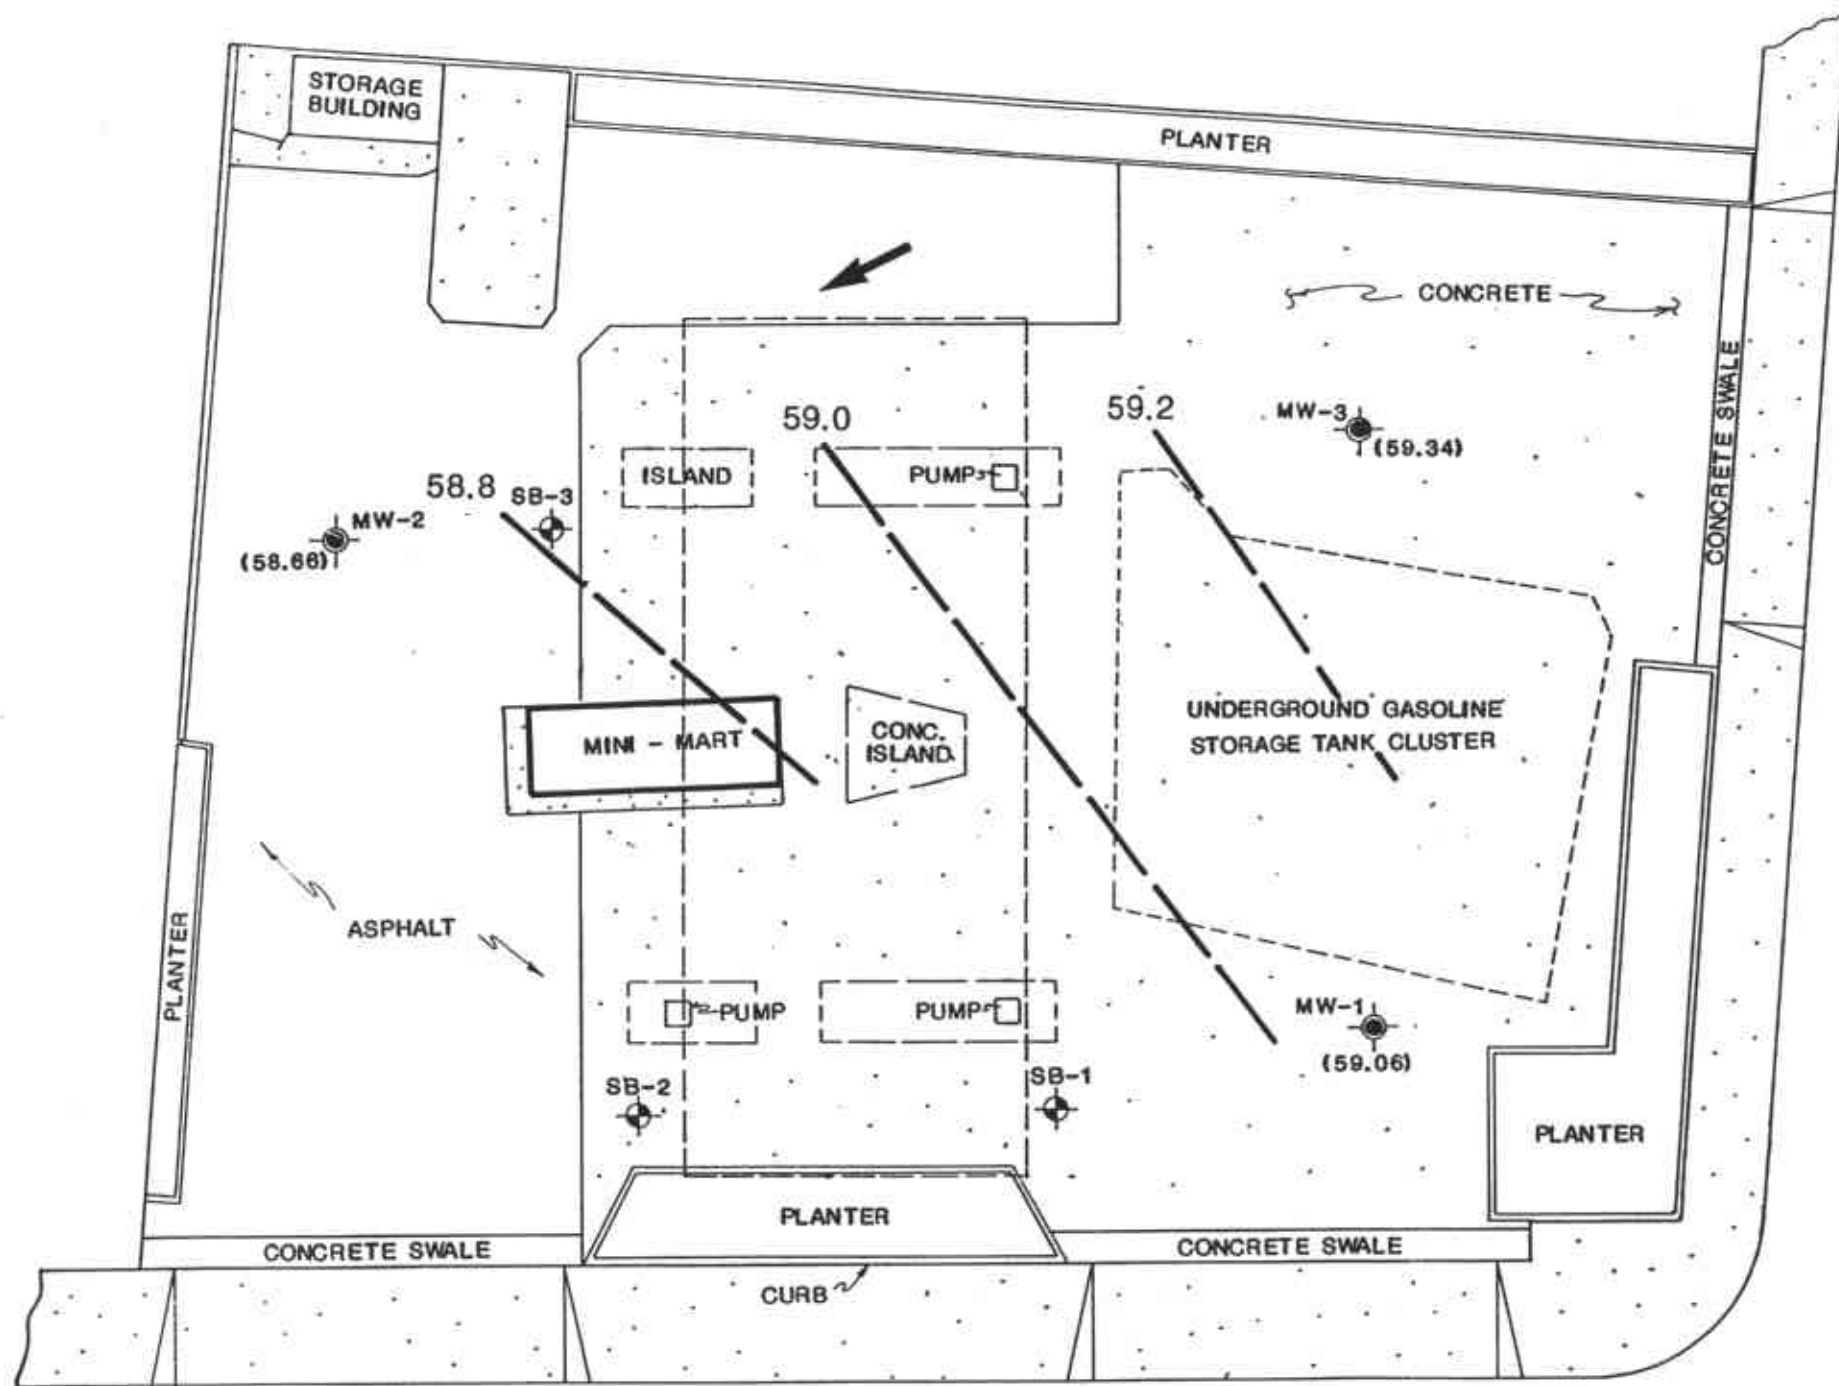 STORAGE
BUILDING
PLANTER
CONCRETE
CONCRETE SWALE
59.0
59.2
MW-3
(59.34)
ISLAND
PUMP
58.8
SB-3
MW-2
(58.66)
MINI - MART
CONC.
ISLAND
UNDERGROUND GASOLINE
STORAGE TANK CLUSTER
ASPHALT
PLANTER
PUMP
PUMP
MW-1
(59.06)
SB-2
SB-1
PLANTER
PLANTER
CONCRETE SWALE
CONCRETE SWALE
CURB